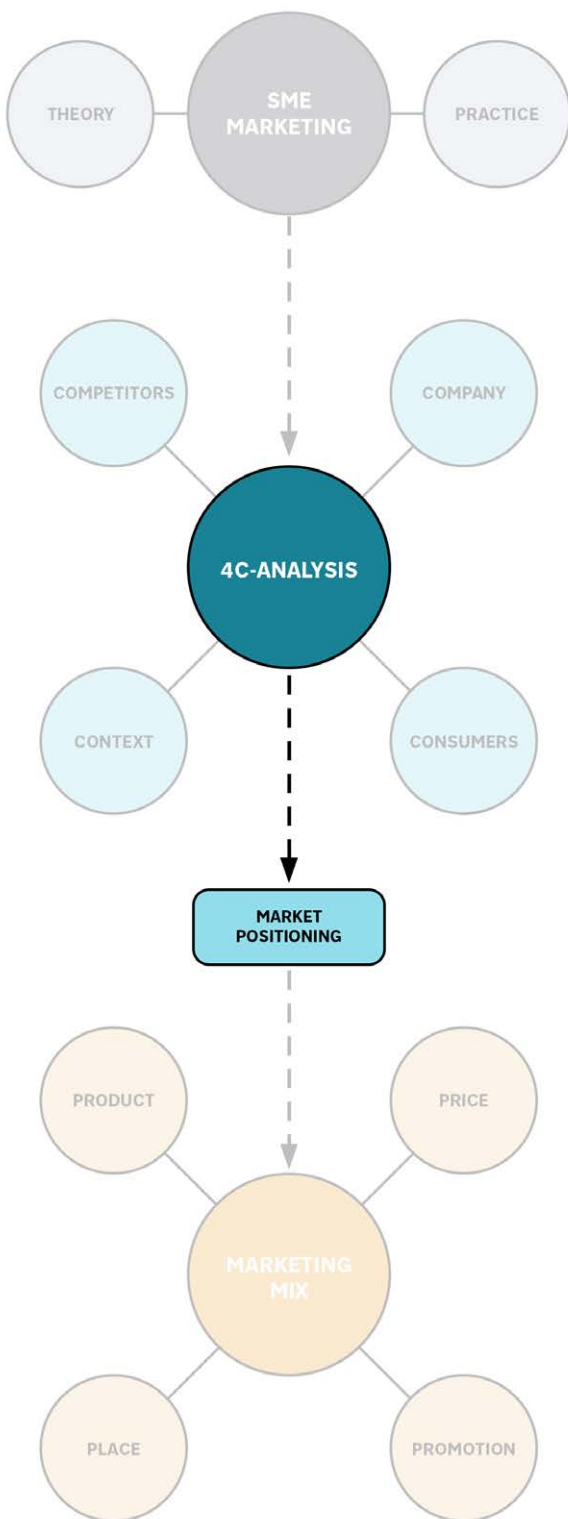 THEORY
SME
MARKETING
PRACTICE
COMPETITORS
COMPANY
4C-ANALYSIS
CONTEXT
CONSUMERS
MARKET
POSITIONING
PRODUCT
PRICE
MARKETING
MIX
PLACE
PROMOTION